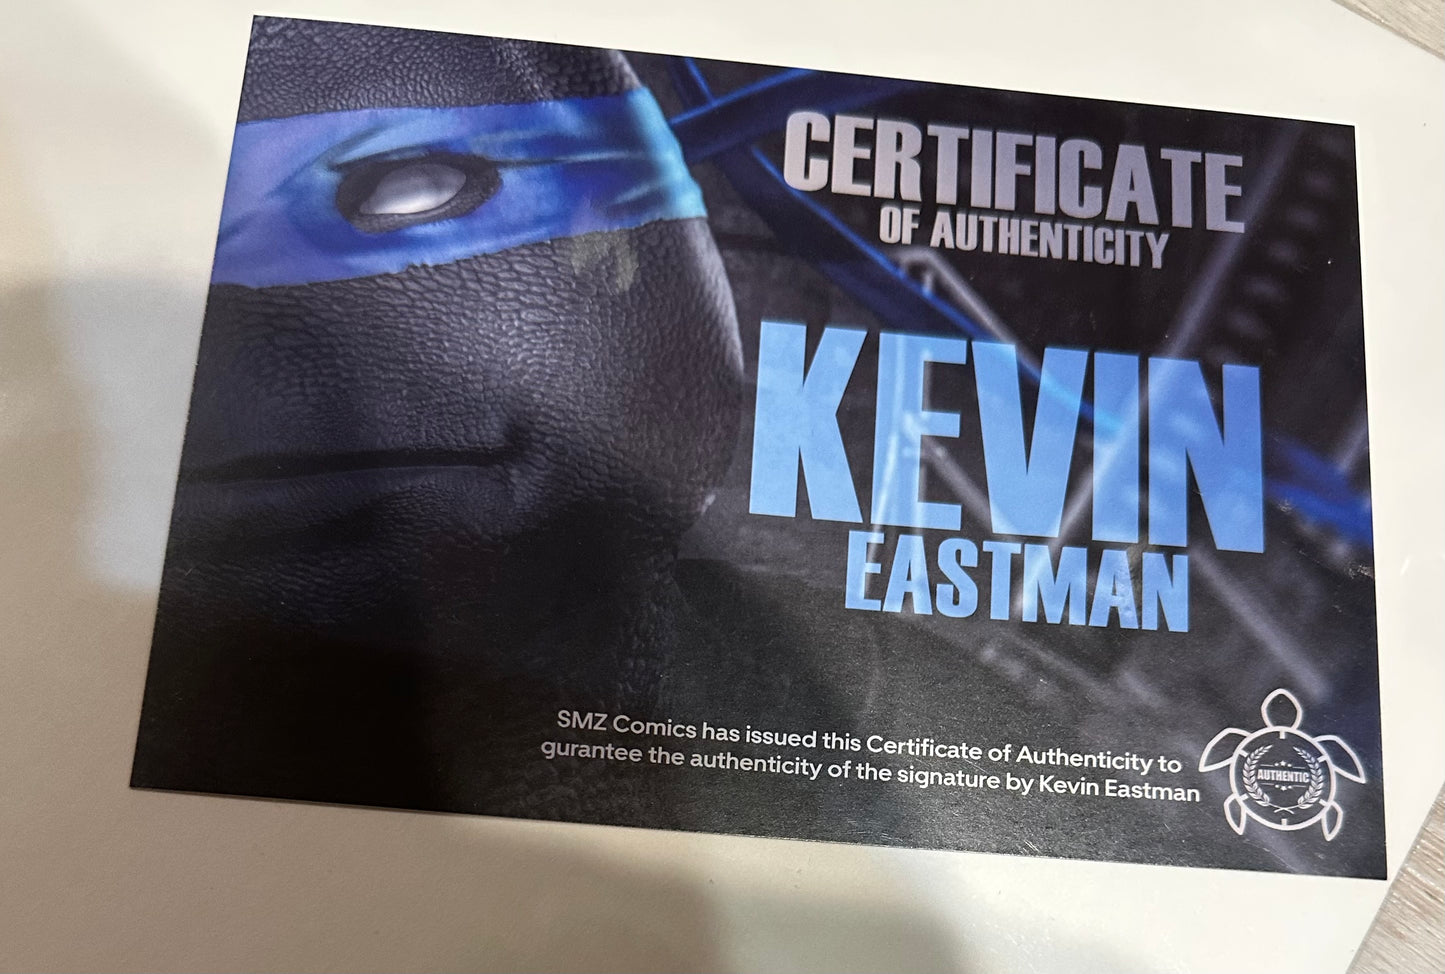 CERTIFICATE
OF AUTHENTICITY
KEVIN
EASTMAN
SMZ Comics has issued this Certificate of Authenticity to
gurantee the authenticity of the signature by Kevin Eastman
AUTHENTIC